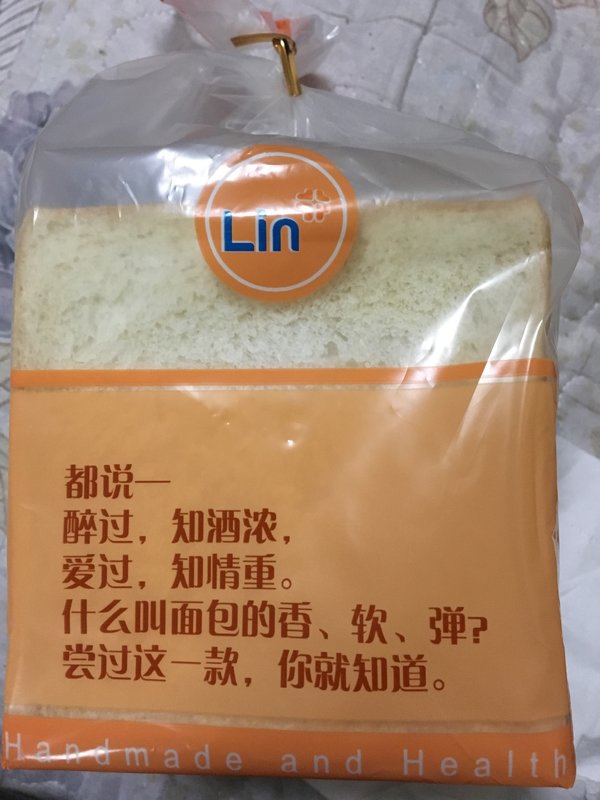 Lin
都说—
醉过，知酒浓，
爱过，知情重。
什么叫面包的香、软、弹?
尝过这一款，你就知道。
Handmade and Health